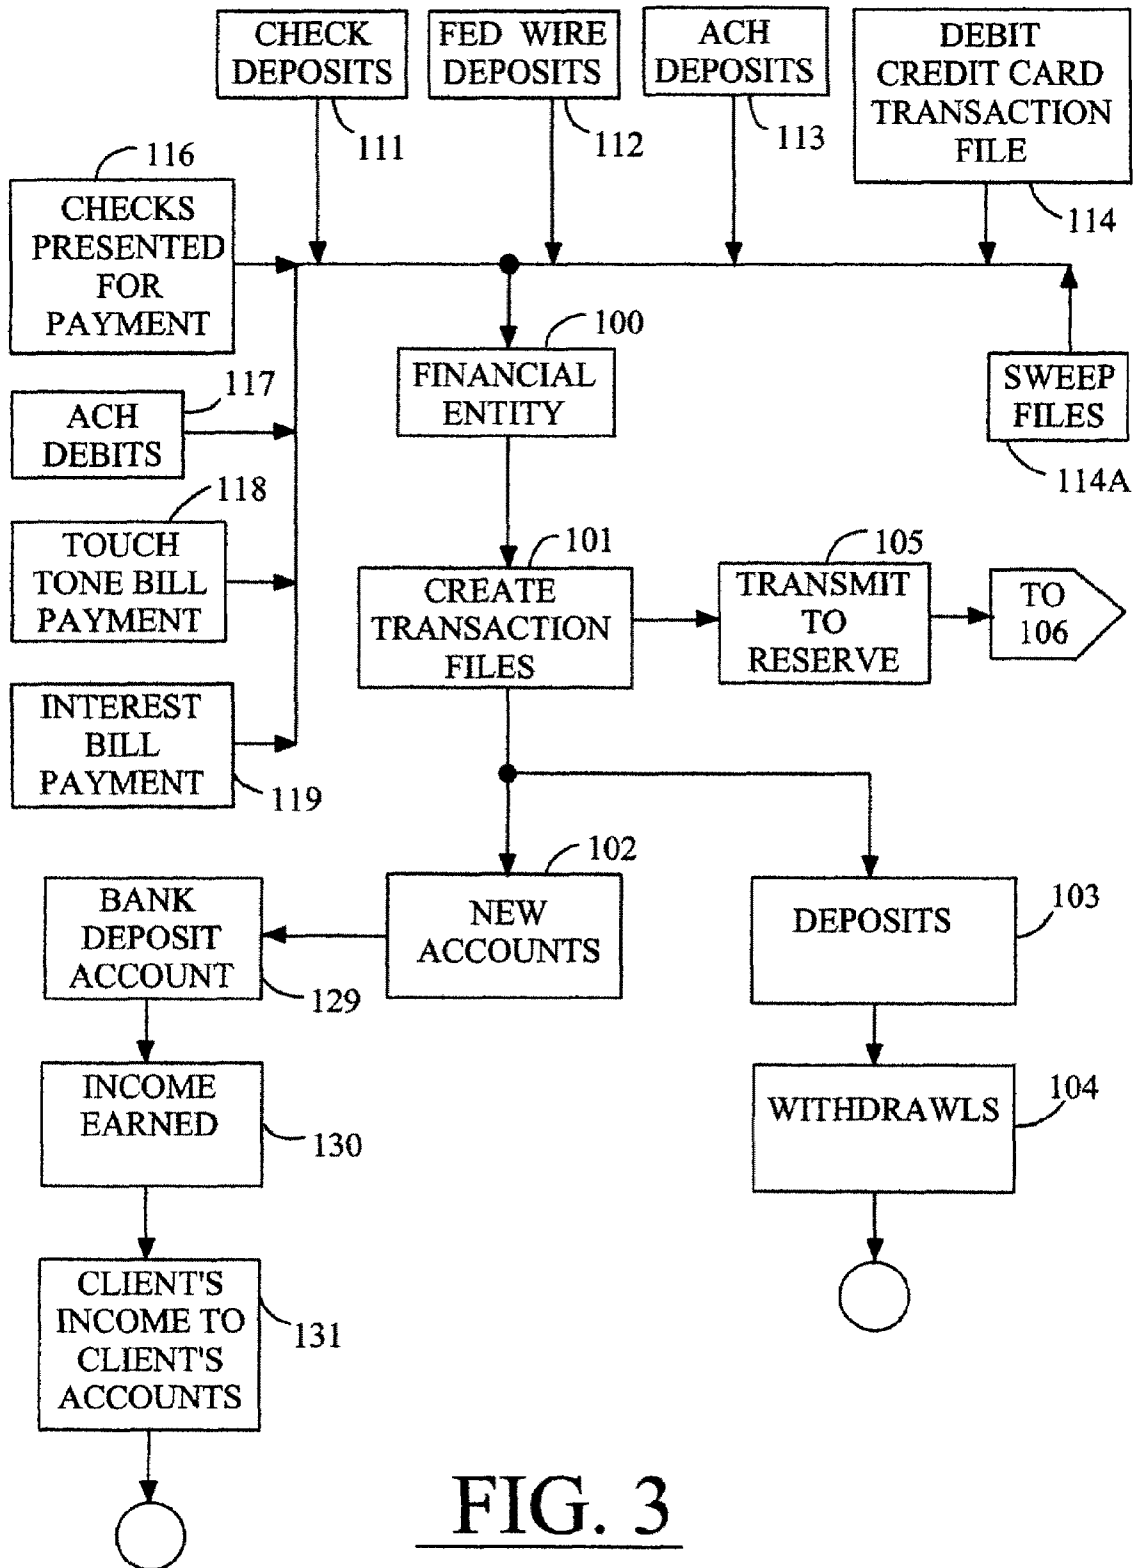 CHECK
DEPOSITS
111
FED WIRE
DEPOSITS
112
ACH
DEPOSITS
113
DEBIT
CREDIT CARD
TRANSACTION
FILE
114
116
CHECKS
PRESENTED
FOR
PAYMENT
100
FINANCIAL
ENTITY
SWEEP
FILES
114A
117
ACH
DEBITS
118
TOUCH
TONE BILL
PAYMENT
101
CREATE
TRANSACTION
FILES
105
TRANSMIT
TO
RESERVE
TO
106
INTEREST
BILL
PAYMENT
119
102
NEW
ACCOUNTS
BANK
DEPOSIT
ACCOUNT
129
DEPOSITS
103
INCOME
EARNED
130
WITHDRAWLS
104
CLIENT'S
INCOME TO
CLIENT'S
ACCOUNTS
131
FIG. 3